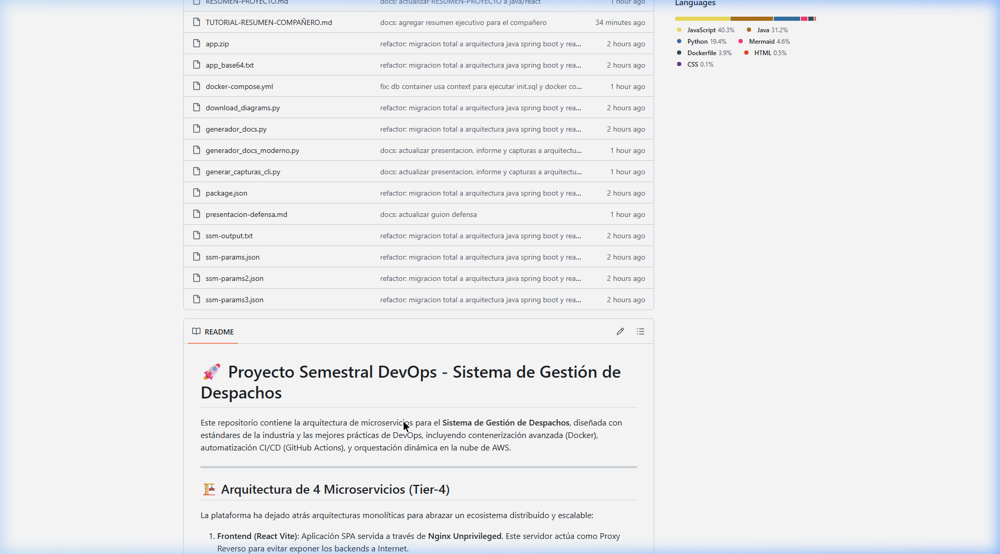 RESUMEN-PROYECTO.md docs: actualizar RESUMEN-PROYECTO a java/react 1 hour ago
TUTORIAL-RESUMEN-COMPAÑERO.md docs: agregar resumen ejecutivo para el compañero 34 minutes ago
app.zip refactor: migracion total a arquitectura java spring boot y rea... 2 hours ago
app_base64.txt refactor: migracion total a arquitectura java spring boot y rea... 2 hours ago
docker-compose.yml fix: db container usa context para ejecutar init.sql y docker co... 1 hour ago
download_diagrams.py refactor: migracion total a arquitectura java spring boot y rea... 2 hours ago
generador_docs.py refactor: migracion total a arquitectura java spring boot y rea... 2 hours ago
generador_docs_moderno.py docs: actualizar presentacion, informe y capturas a arquitectu... 1 hour ago
generar_capturas_cli.py docs: actualizar presentacion, informe y capturas a arquitectu... 1 hour ago
package.json refactor: migracion total a arquitectura java spring boot y rea... 2 hours ago
presentacion-defensa.md docs: actualizar guion defensa 1 hour ago
ssm-output.txt refactor: migracion total a arquitectura java spring boot y rea... 2 hours ago
ssm-params.json refactor: migracion total a arquitectura java spring boot y rea... 2 hours ago
ssm-params2.json refactor: migracion total a arquitectura java spring boot y rea... 2 hours ago
ssm-params3.json refactor: migracion total a arquitectura java spring boot y rea... 2 hours ago
README
🚀 Proyecto Semestral DevOps - Sistema de Gestión de
Despachos
Este repositorio contiene la arquitectura de microservicios para el Sistema de Gestión de Despachos, diseñada con
estándares de la industria y las mejores prácticas de DevOps, incluyendo contenerización avanzada (Docker),
automatización CI/CD (GitHub Actions), y orquestación dinámica en la nube de AWS.
🏗️ Arquitectura de 4 Microservicios (Tier-4)
La plataforma ha dejado atrás arquitecturas monolíticas para abrazar un ecosistema distribuido y escalable:
1. Frontend (React Vite): Aplicación SPA servida a través de Nginx Unprivileged. Este servidor actúa como Proxy
Reverso para evitar exponer los backends a Internet.
Languages
JavaScript 40.3% Java 31.2%
Python 19.4% Mermaid 4.6%
Dockerfile 3.9% HTML 0.5%
CSS 0.1%